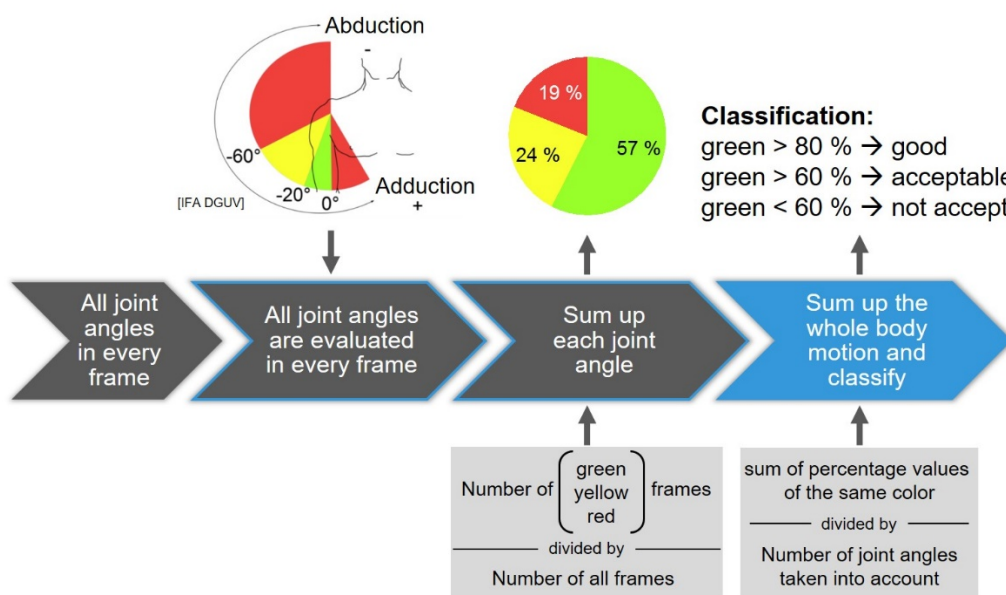 Abduction
-
-60°
-20°
0°
Adduction
+
[IFA DGUV]
19 %
24 %
57 %
Classification:
green > 80 % → good
green > 60 % → acceptable
green < 60 % → not accept
All joint
angles
in every
frame
All joint angles
are evaluated
in every frame
Sum up
each joint
angle
Sum up the
whole body
motion and
classify
Number of
green
yellow
red
frames
divided by
Number of all frames
sum of percentage values
of the same color
divided by
Number of joint angles
taken into account